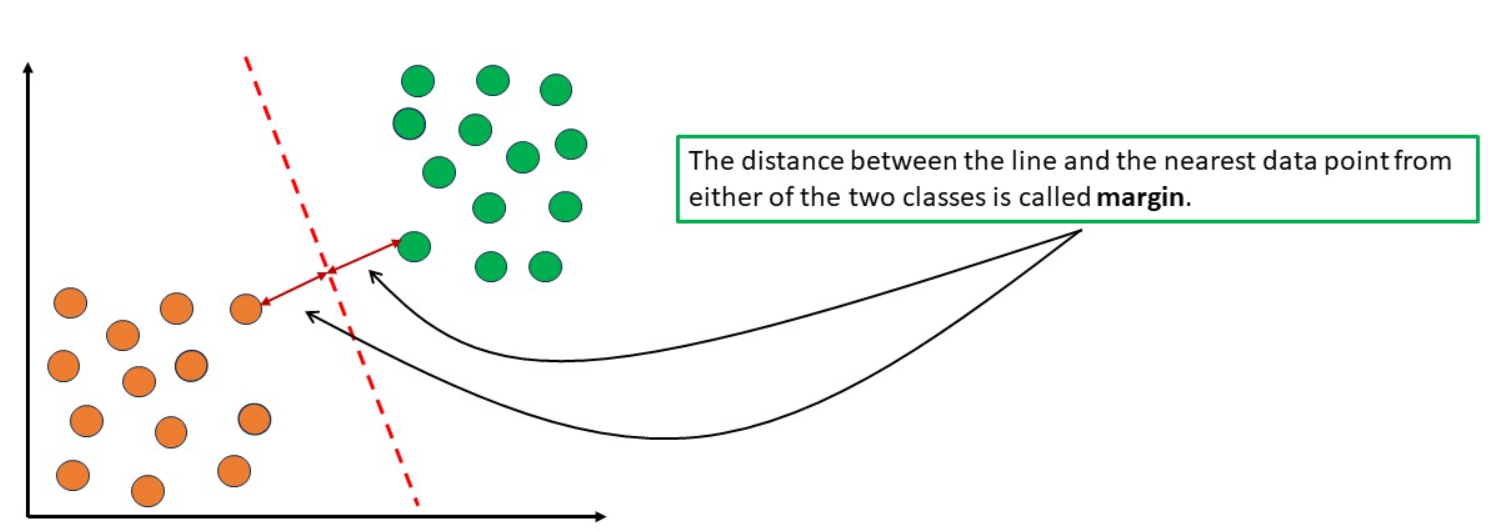 The distance between the line and the nearest data point from
either of the two classes is called margin.